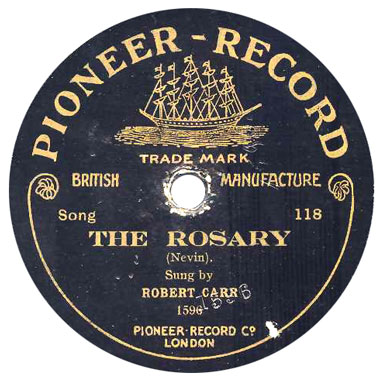 PIONEER-RECORD
TRADE MARK
BRITISH MANUFACTURE
Song 118
THE ROSARY
(Nevin).
Sung by
ROBERT CARR
1596
1596
PIONEER-RECORD Co
LONDON